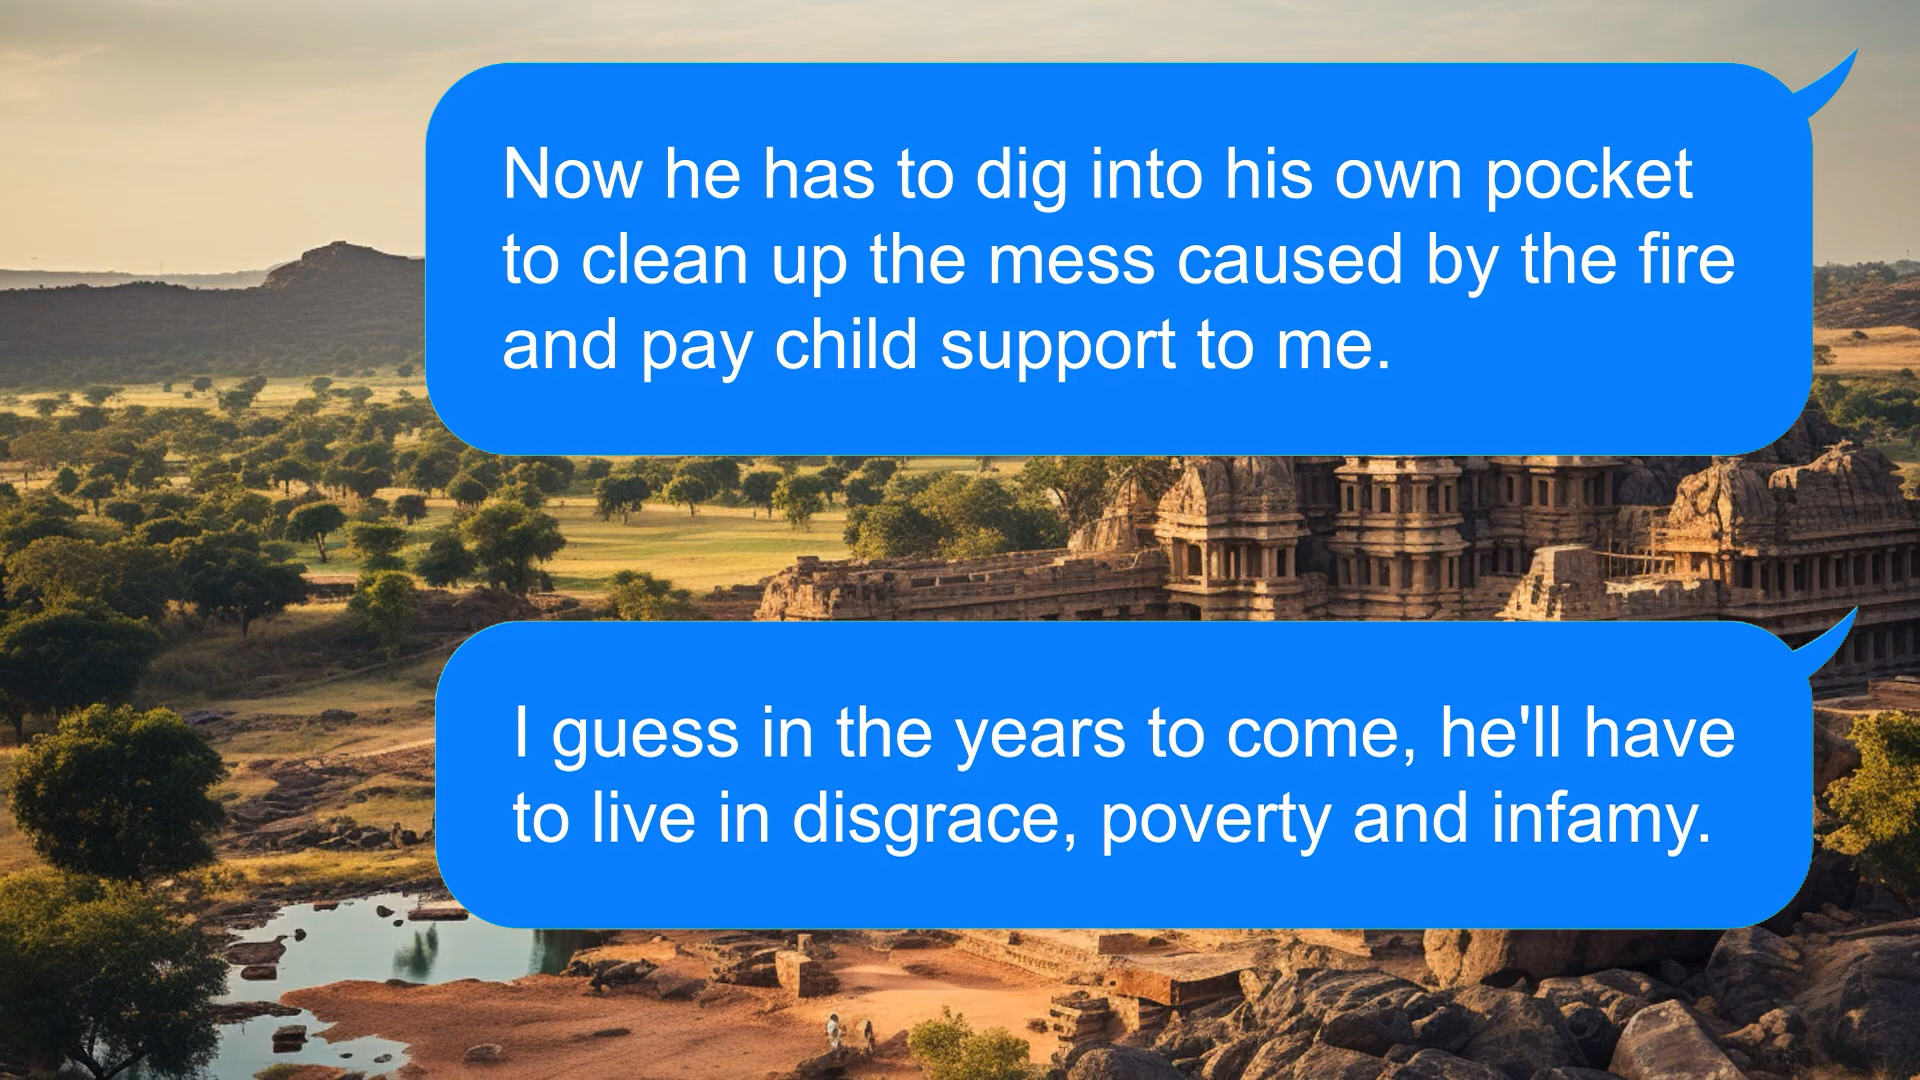 Now he has to dig into his own pocket
to clean up the mess caused by the fire
and pay child support to me.
I guess in the years to come, he'll have
to live in disgrace, poverty and infamy.